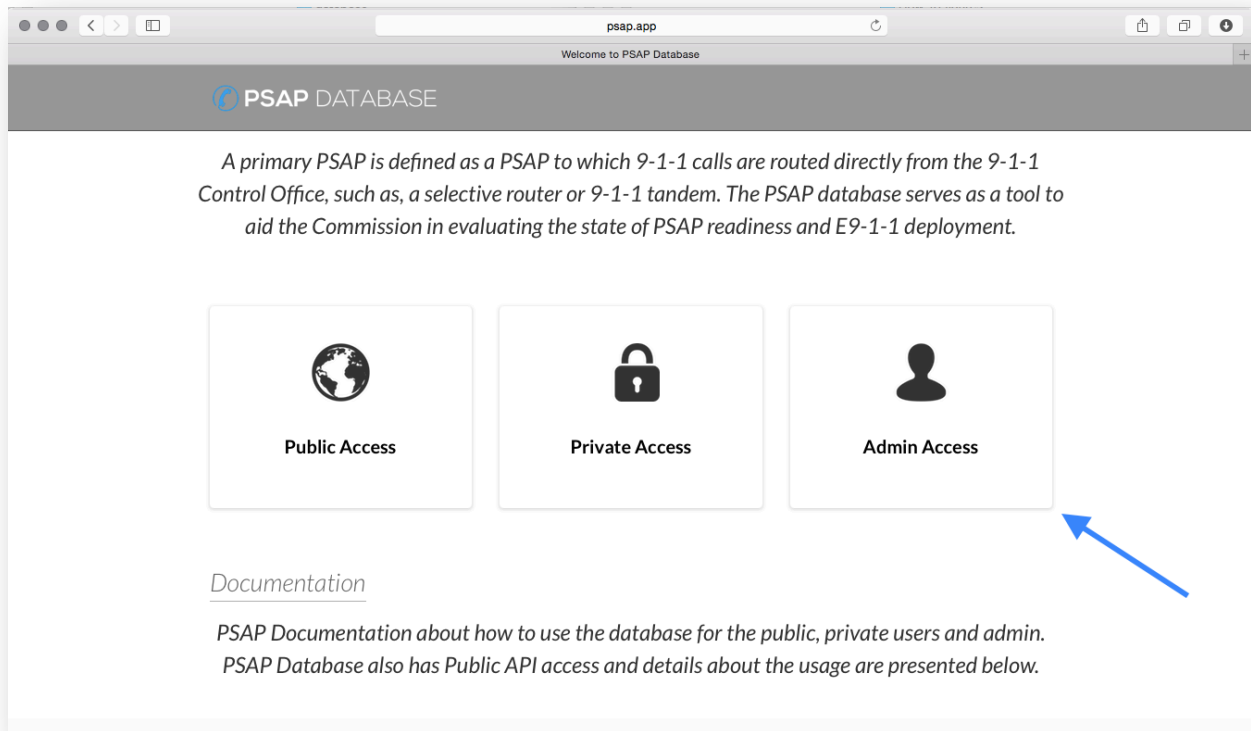 psap.app
Welcome to PSAP Database
PSAP DATABASE
A primary PSAP is defined as a PSAP to which 9-1-1 calls are routed directly from the 9-1-1
Control Office, such as, a selective router or 9-1-1 tandem. The PSAP database serves as a tool to
aid the Commission in evaluating the state of PSAP readiness and E9-1-1 deployment.
Public Access
Private Access
Admin Access
Documentation
PSAP Documentation about how to use the database for the public, private users and admin.
PSAP Database also has Public API access and details about the usage are presented below.